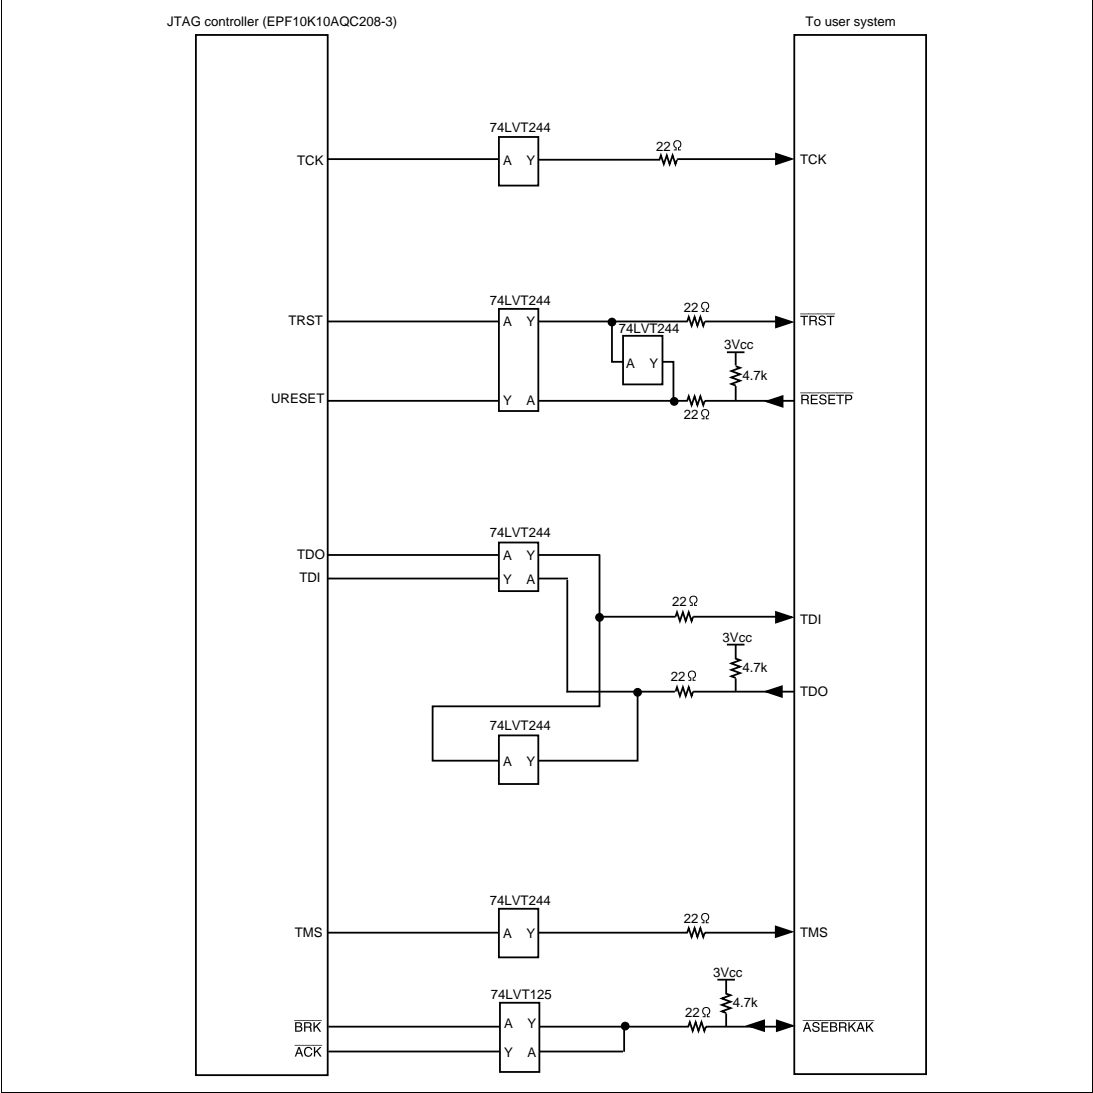 JTAG controller (EPF10K10AQC208-3)
To user system
74LVT244
22Ω
TCK
A Y
TCK
74LVT244
22Ω
TRST
A Y
TRST
74LVT244
A Y
3Vcc
4.7k
URESET
Y A
22Ω
RESETP
74LVT244
TDO
A Y
TDI
Y A
22Ω
TDI
3Vcc
4.7k
22Ω
TDO
74LVT244
A Y
74LVT244
22Ω
TMS
A Y
TMS
3Vcc
74LVT125
4.7k
22Ω
BRK
A Y
ASEBRKAK
ACK
Y A